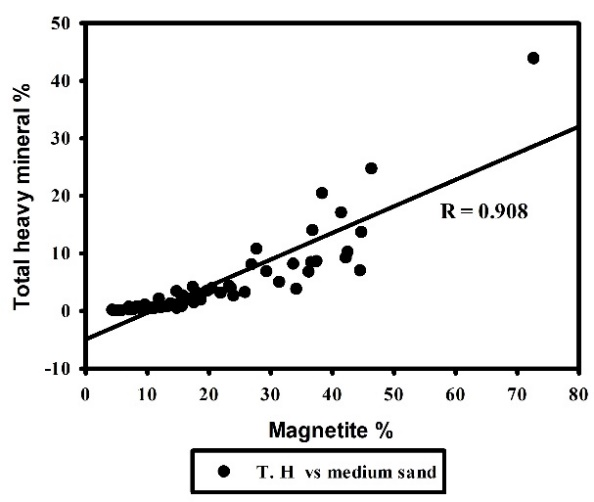 50
40
30
20
10
0
-10
Total heavy mineral %
R = 0.908
0 10 20 30 40 50 60 70 80
Magnetite %
T. H vs medium sand